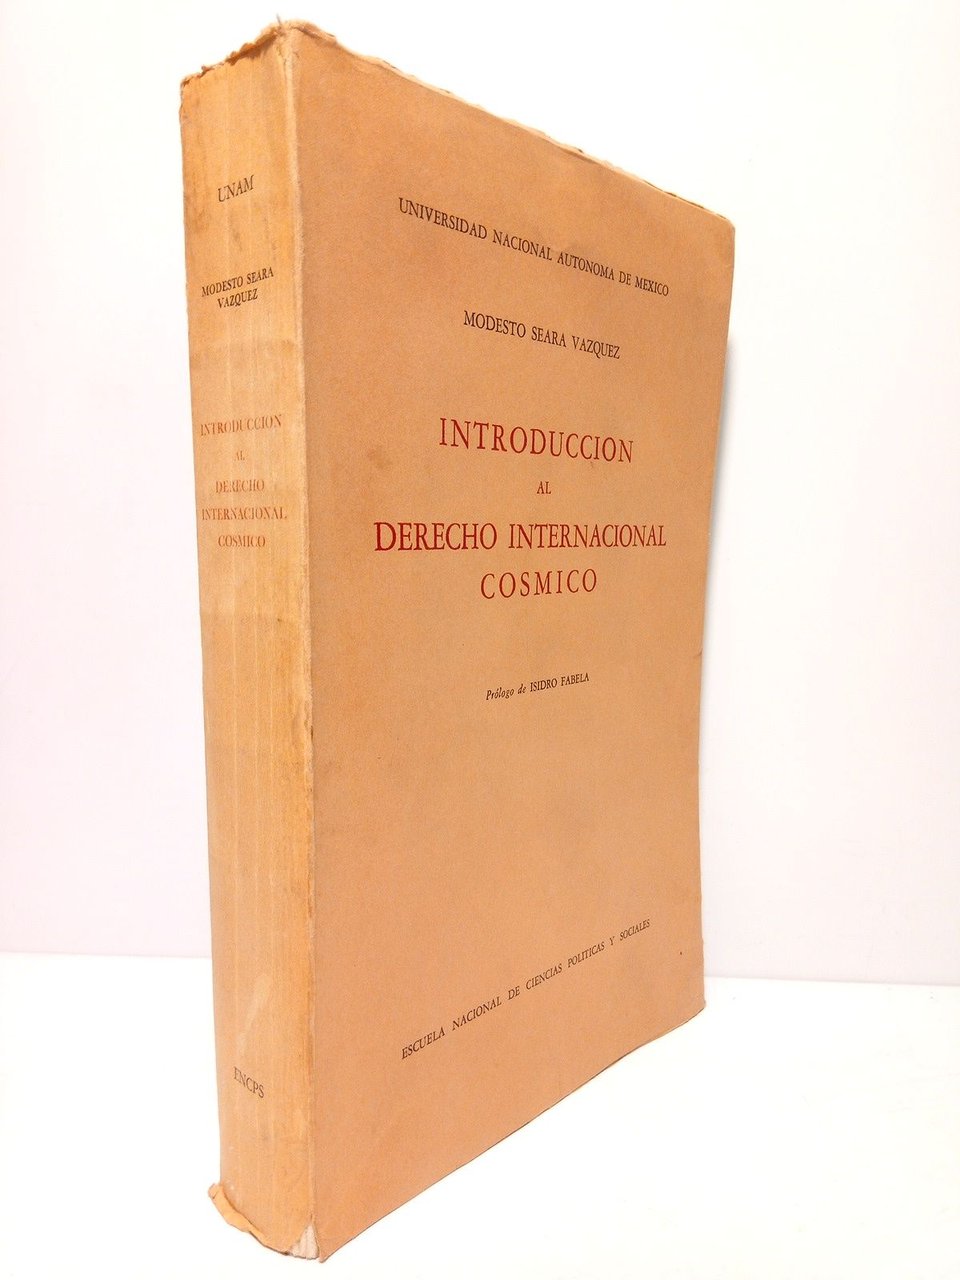 UNAM
MODESTO SEARA
VAZQUEZ
INTRODUCCION
AL
DERECHO
INTERNACIONAL
COSMICO
ENCPS
UNIVERSIDAD NACIONAL AUTONOMA DE MEXICO
MODESTO SEARA VAZQUEZ
INTRODUCCION
AL
DERECHO INTERNACIONAL
COSMICO
Prólogo de ISIDRO FABELA
ESCUELA NACIONAL DE CIENCIAS POLITICAS Y SOCIALES